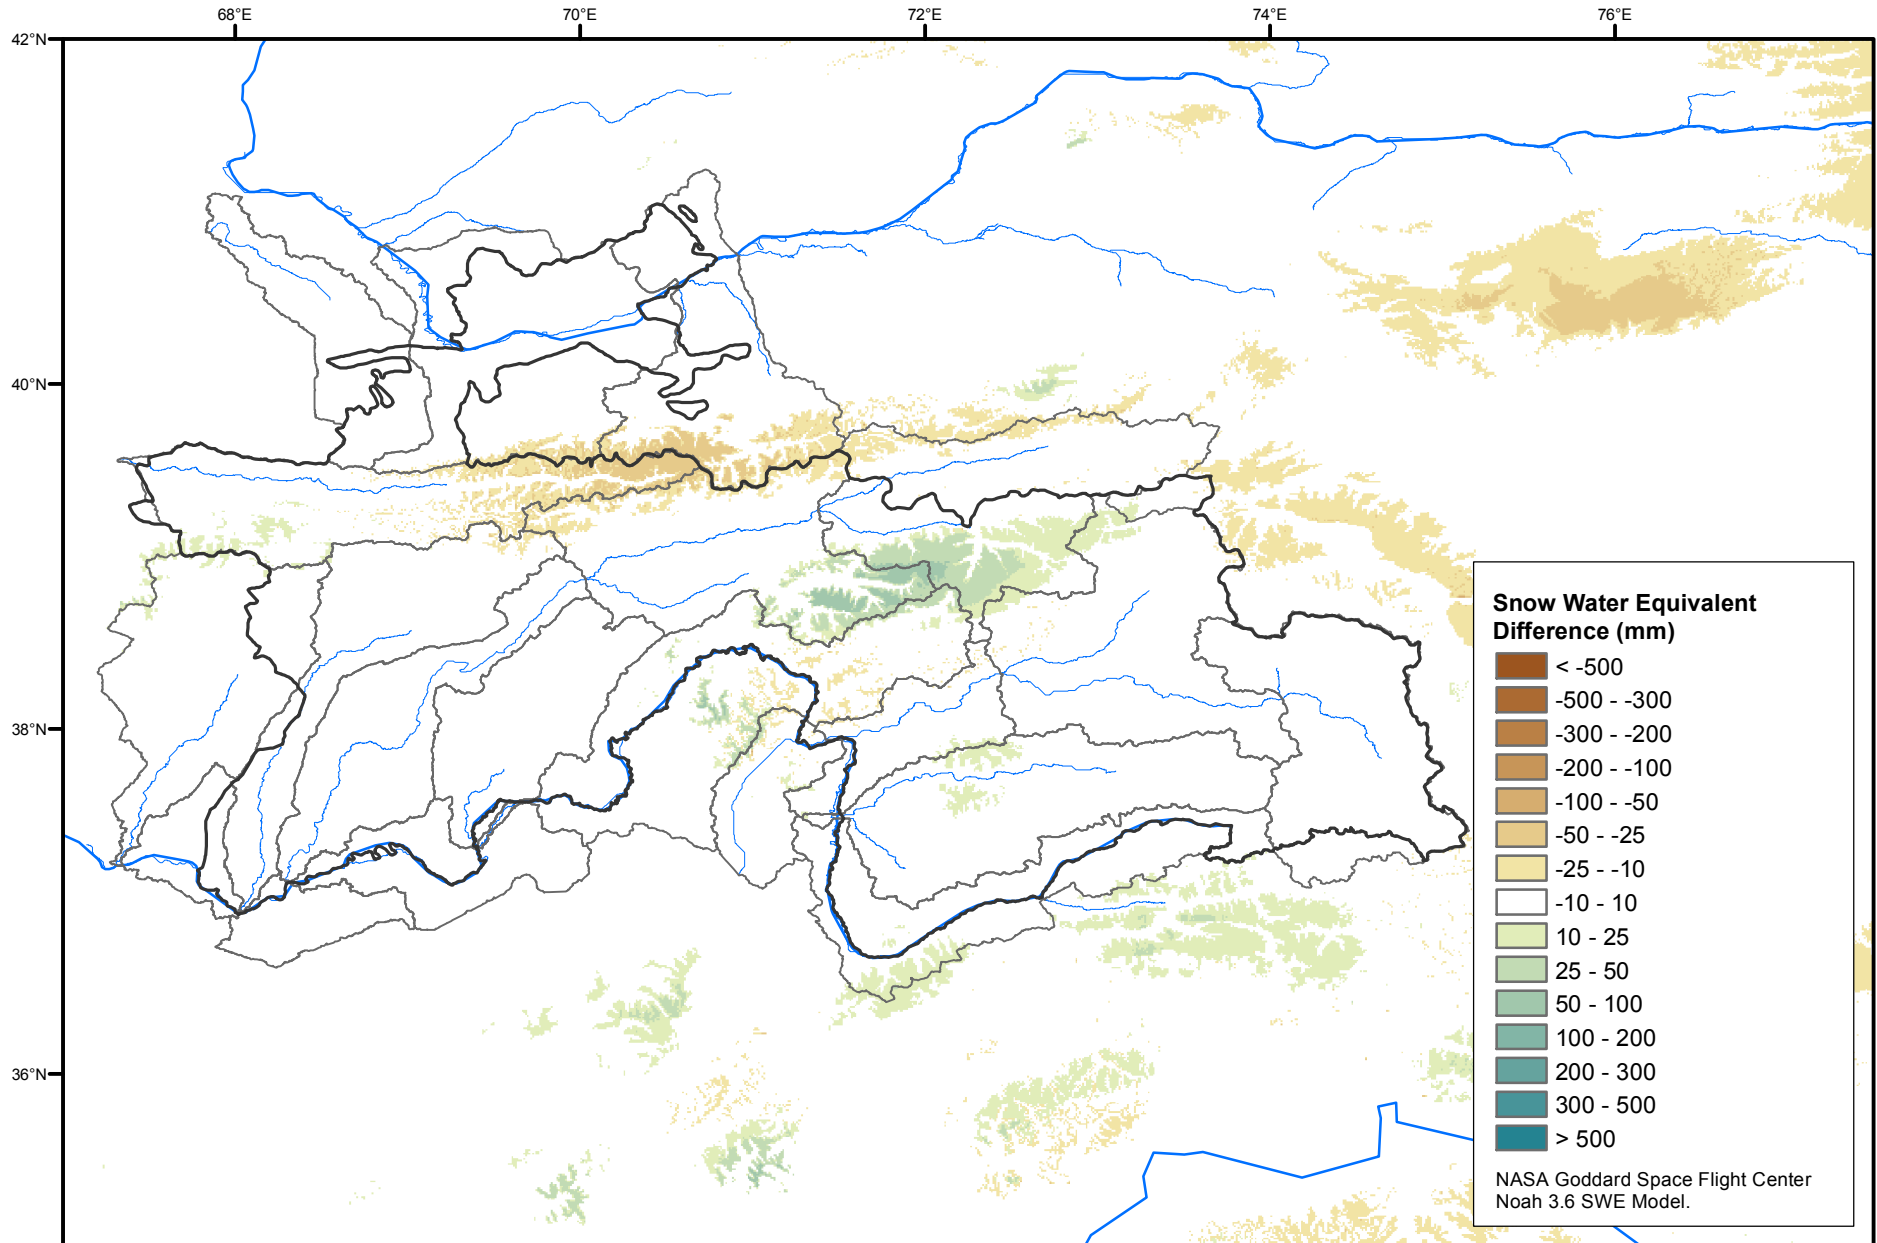 68°E 70°E 72°E 74°E 76°E
42°N
40°N
38°N
36°N
Snow Water Equivalent
Difference (mm)
< -500
-500 - -300
-300 - -200
-200 - -100
-100 - -50
-50 - -25
-25 - -10
-10 - 10
10 - 25
25 - 50
50 - 100
100 - 200
200 - 300
300 - 500
> 500
NASA Goddard Space Flight Center
Noah 3.6 SWE Model.